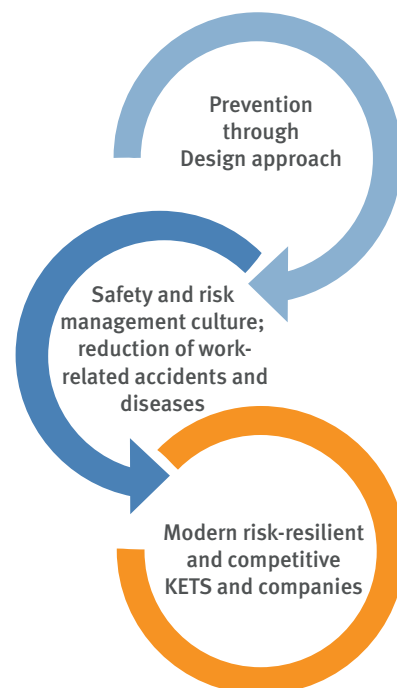 Prevention
through
Design approach
Safety and risk
management culture;
reduction of work-
related accidents and
diseases
Modern risk-resilient
and competitive
KETS and companies